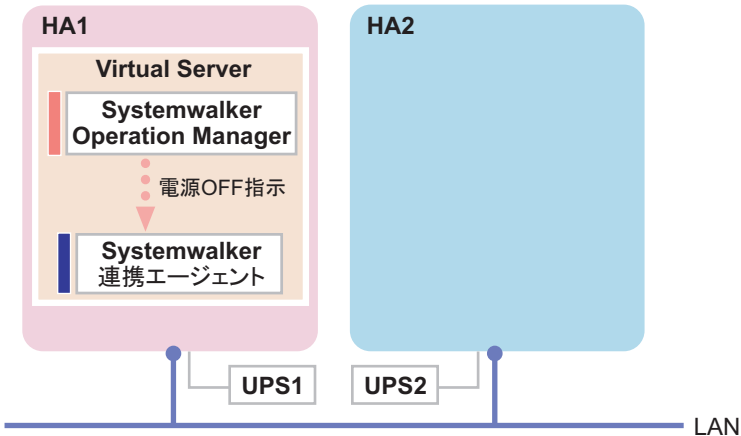 HA1
Virtual Server
Systemwalker
Operation Manager
電源OFF指示
Systemwalker
連携エージェント
HA2
UPS1
UPS2
LAN